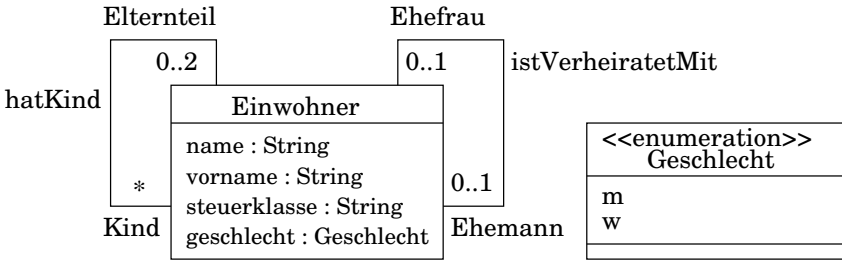 Elternteil
Ehefrau
0..2
0..1
istVerheiratetMit
hatKind
Einwohner
name : String
vorname : String
steuerklasse : String
geschlecht : Geschlecht
*
0..1
Kind
Ehemann
<<enumeration>>
Geschlecht
m
w